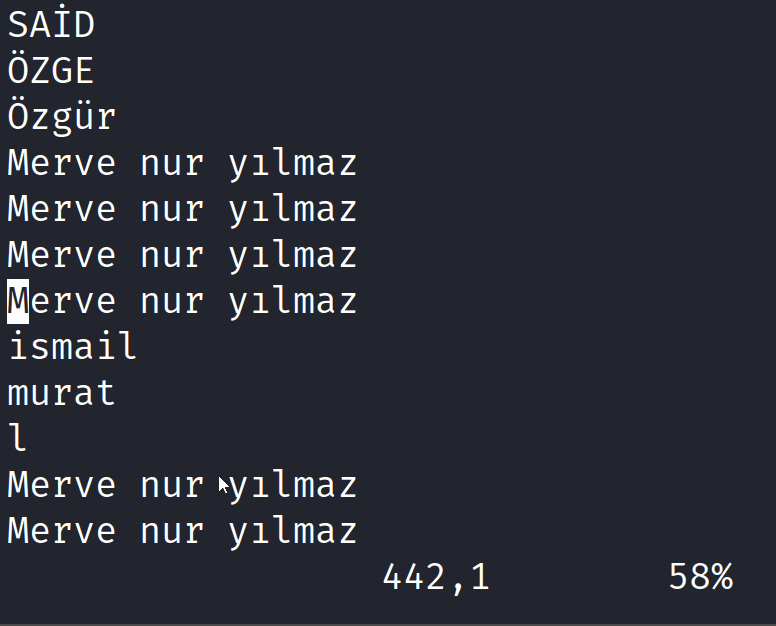 SAİD
ÖZGE
Özgür
Merve nur yılmaz
Merve nur yılmaz
Merve nur yılmaz
Merve nur yılmaz
ismail
murat
l
Merve nur yılmaz
Merve nur yılmaz
442,1 58%